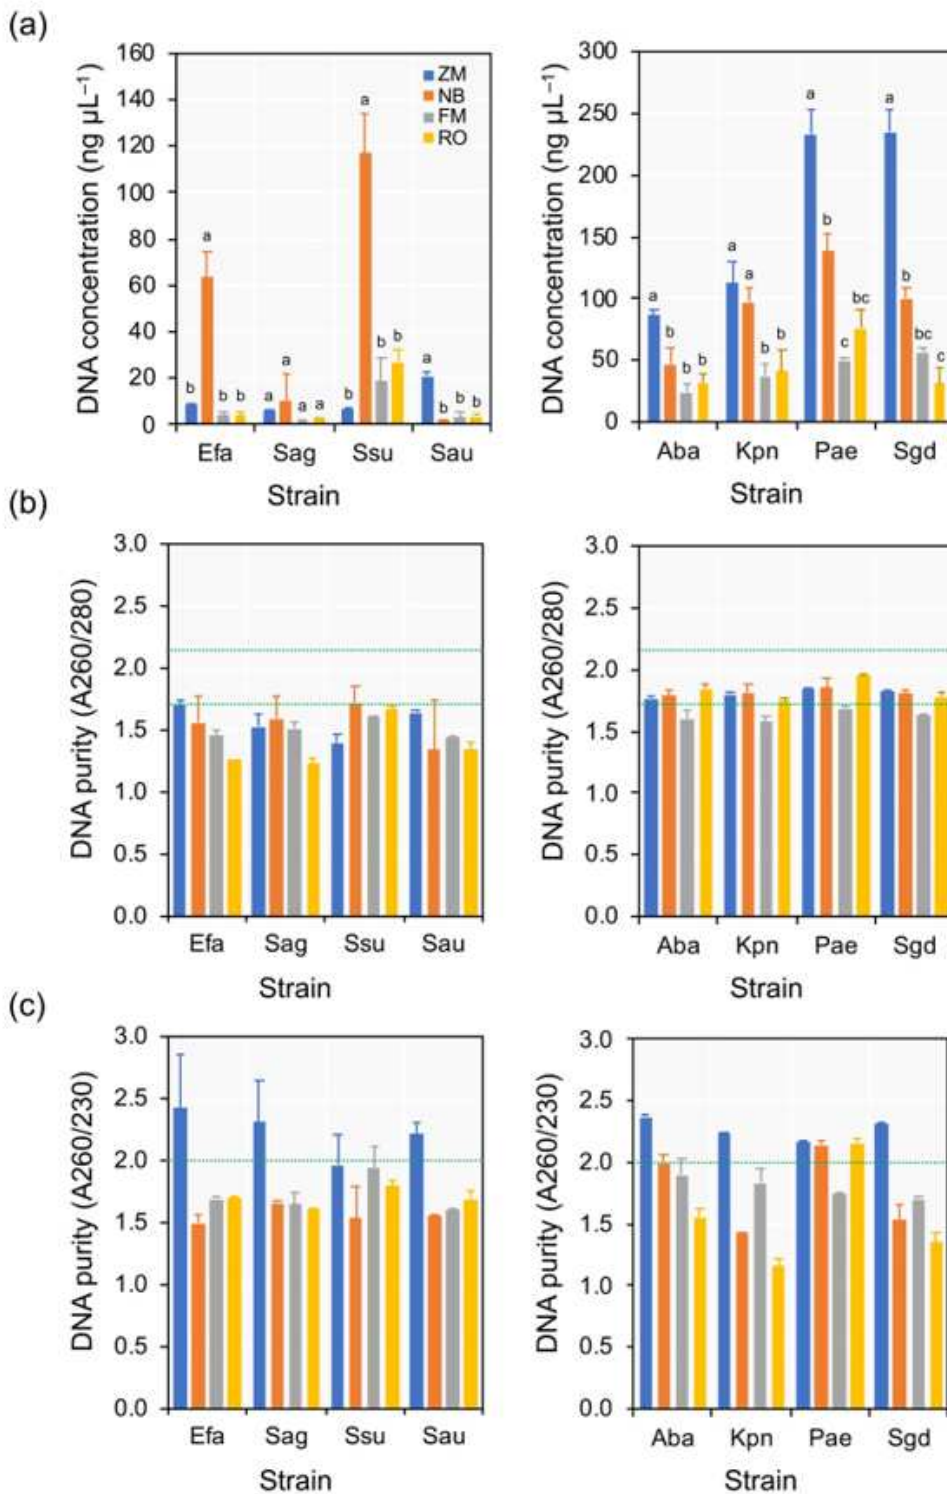 (a)
DNA concentration (ng µL⁻¹)
160
140
120
100
80
60
40
20
0
ZM
NB
FM
RO
b a b b
a a a a
b a b b
a b b b
Efa Sag Ssu Sau
Strain
DNA concentration (ng µL⁻¹)
300
250
200
150
100
50
0
a b b b
a a b b
a b c bc
a b bc c
Aba Kpn Pae Sgd
Strain
(b)
DNA purity (A260/280)
3.0
2.5
2.0
1.5
1.0
0.5
0.0
Efa Sag Ssu Sau
Strain
DNA purity (A260/280)
3.0
2.5
2.0
1.5
1.0
0.5
0.0
Aba Kpn Pae Sgd
Strain
(c)
DNA purity (A260/230)
3.0
2.5
2.0
1.5
1.0
0.5
0.0
Efa Sag Ssu Sau
Strain
DNA purity (A260/230)
3.0
2.5
2.0
1.5
1.0
0.5
0.0
Aba Kpn Pae Sgd
Strain